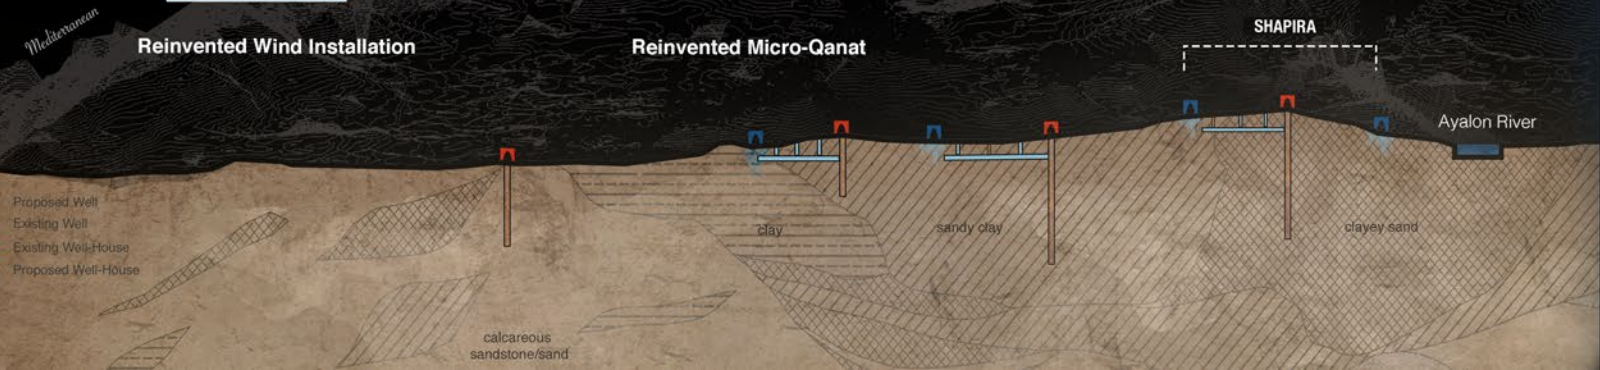 Mediterranean
Reinvented Wind Installation
Reinvented Micro-Qanat
SHAPIRA
Ayalon River
Proposed Well
Existing Well
Existing Well-House
Proposed Well-House
clay
sandy clay
clayey sand
calcareous
sandstone/sand